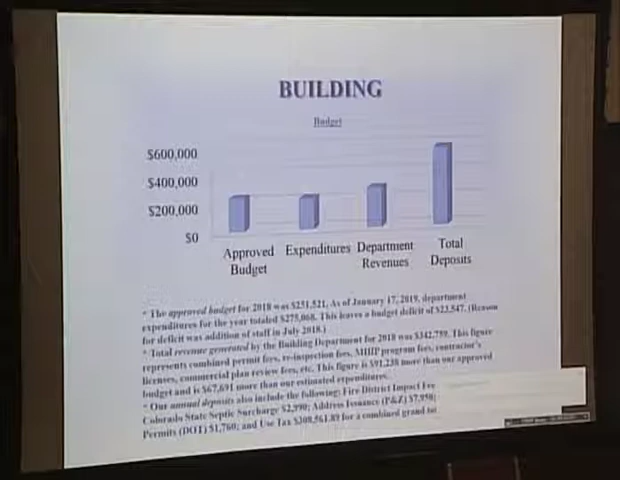 BUILDING
Budget
$600,000
$400,000
$200,000
$0
Approved Budget
Expenditures
Department Revenues
Total Deposits
* The approved budget for 2018 was $251,521. As of January 17, 2019, department
expenditures for the year totaled $275,068. This leaves a budget deficit of $23,547. (Reason
for deficit was addition of staff in July 2018.)
* Total revenue generated by the Building Department for 2018 was $342,759. This figure
represents combined permit fees, re-inspection fees, MHIP program fees, contractor's
licenses, commercial plan review fees, etc. This figure is $91,238 more than our approved
budget and is $67,691 more than our estimated expenditures.
* Our annual deposits also include the following: Fire District Impact Fee
Colorado State Septic Surcharge $2,990; Address Issuance (P&Z) $7,950;
Permits (DOT) $1,760; and Use Tax $208,561.89 for a combined grand tot